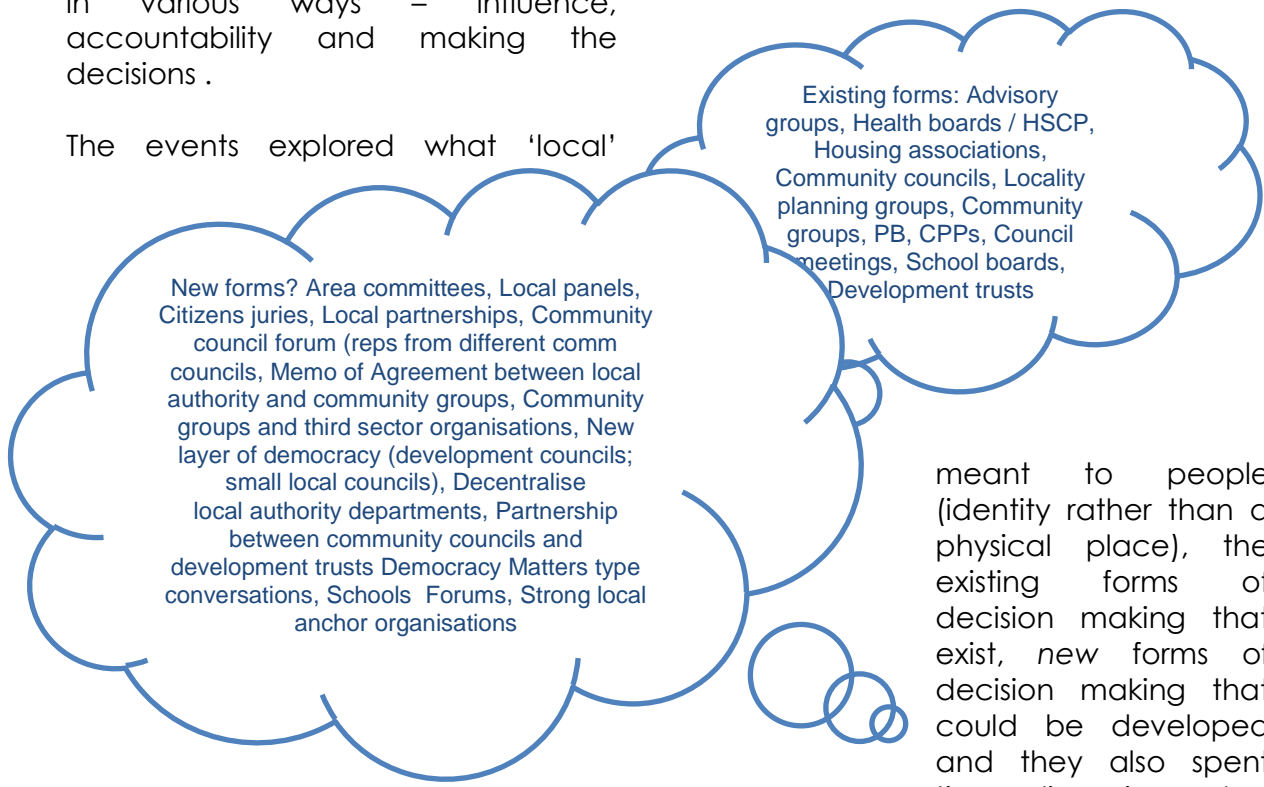 in various ways – influence,
accountability and making the
decisions .
The events explored what ‘local’
Existing forms: Advisory
groups, Health boards / HSCP,
Housing associations,
Community councils, Locality
planning groups, Community
groups, PB, CPPs, Council
meetings, School boards,
Development trusts
New forms? Area committees, Local panels,
Citizens juries, Local partnerships, Community
council forum (reps from different comm
councils, Memo of Agreement between local
authority and community groups, Community
groups and third sector organisations, New
layer of democracy (development councils;
small local councils), Decentralise
local authority departments, Partnership
between community councils and
development trusts Democracy Matters type
conversations, Schools Forums, Strong local
anchor organisations
meant to people
(identity rather than a
physical place), the
existing forms of
decision making that
exist, new forms of
decision making that
could be developed
and they also spent